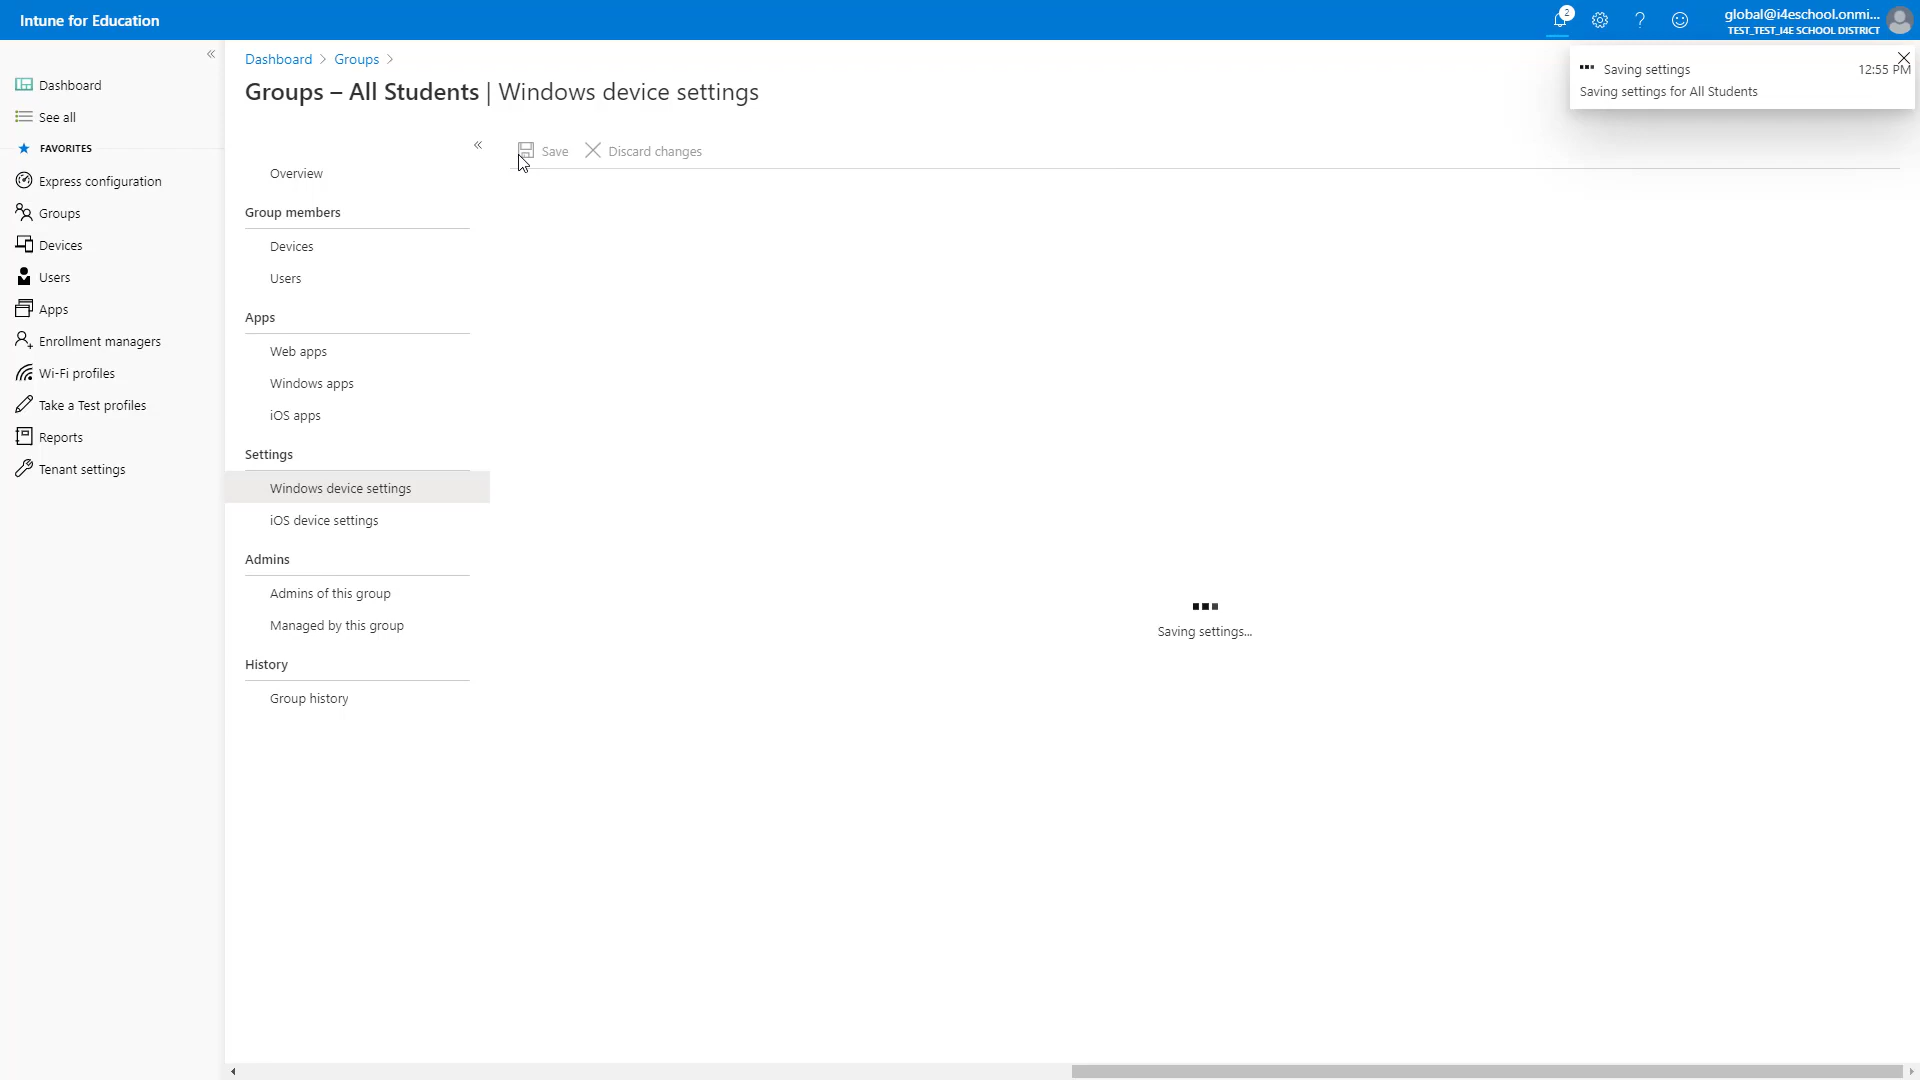 Intune for Education
2
global@i4eschool.onmi...
TEST_TEST_I4E SCHOOL DISTRICT
Dashboard
See all
FAVORITES
Express configuration
Groups
Devices
Users
Apps
Enrollment managers
Wi-Fi profiles
Take a Test profiles
Reports
Tenant settings
Dashboard > Groups >
Groups – All Students | Windows device settings
Overview
Group members
Devices
Users
Apps
Web apps
Windows apps
iOS apps
Settings
Windows device settings
iOS device settings
Admins
Admins of this group
Managed by this group
History
Group history
Save Discard changes
Saving settings...
Saving settings 12:55 PM
Saving settings for All Students